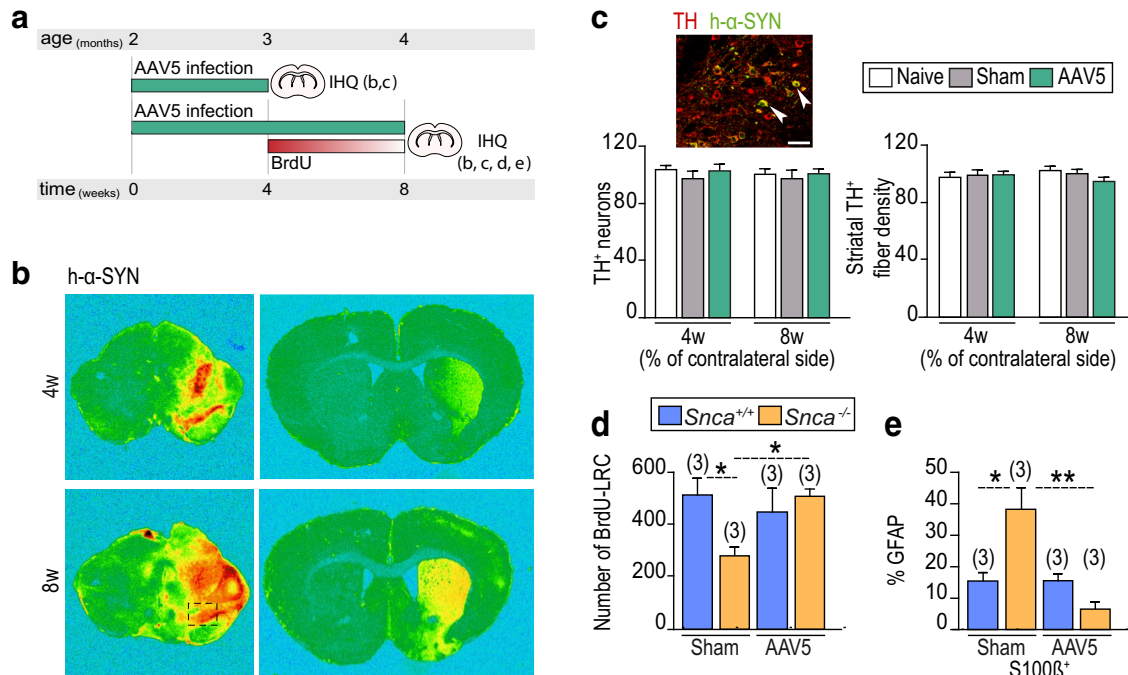 a
age (months) 2 3 4
AAV5 infection
IHQ (b,c)
AAV5 infection
IHQ
(b, c, d, e)
BrdU
time (weeks) 0 4 8
b
h-α-SYN
4w
8w
c
TH h-α-SYN
Naive Sham AAV5
TH+ neurons
120
80
40
0
4w 8w
(% of contralateral side)
Striatal TH+
fiber density
120
80
40
0
4w 8w
(% of contralateral side)
Snca+/+ Snca-/-
d
Number of BrdU-LRC
600
400
200
0
(3) * (3) * (3) (3)
Sham AAV5
e
% GFAP
50
40
30
20
10
0
(3) * (3) ** (3) (3)
Sham AAV5
S100ß+